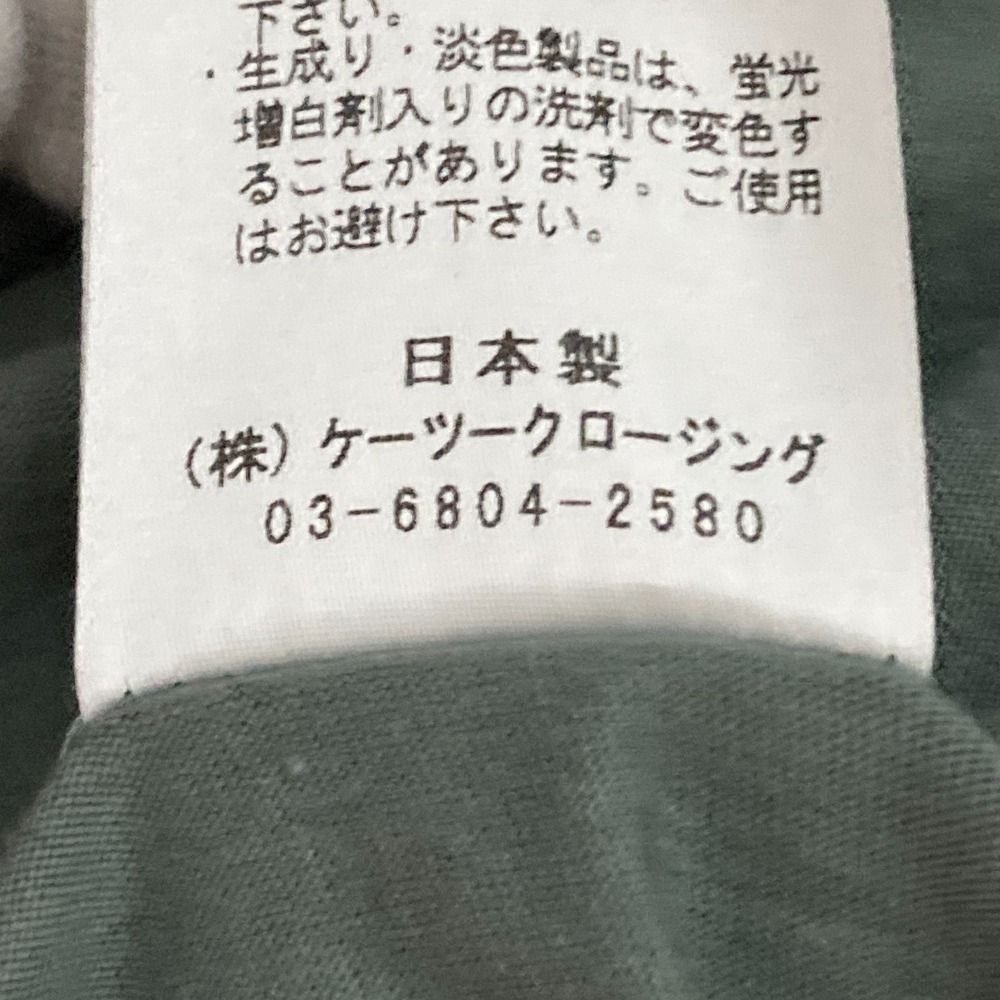 下さい。
・生成り・淡色製品は、蛍光
増白剤入りの洗剤で変色す
ることがあります。ご使用
はお避け下さい。
日本製
(株)ケーツークロージング
03-6804-2580